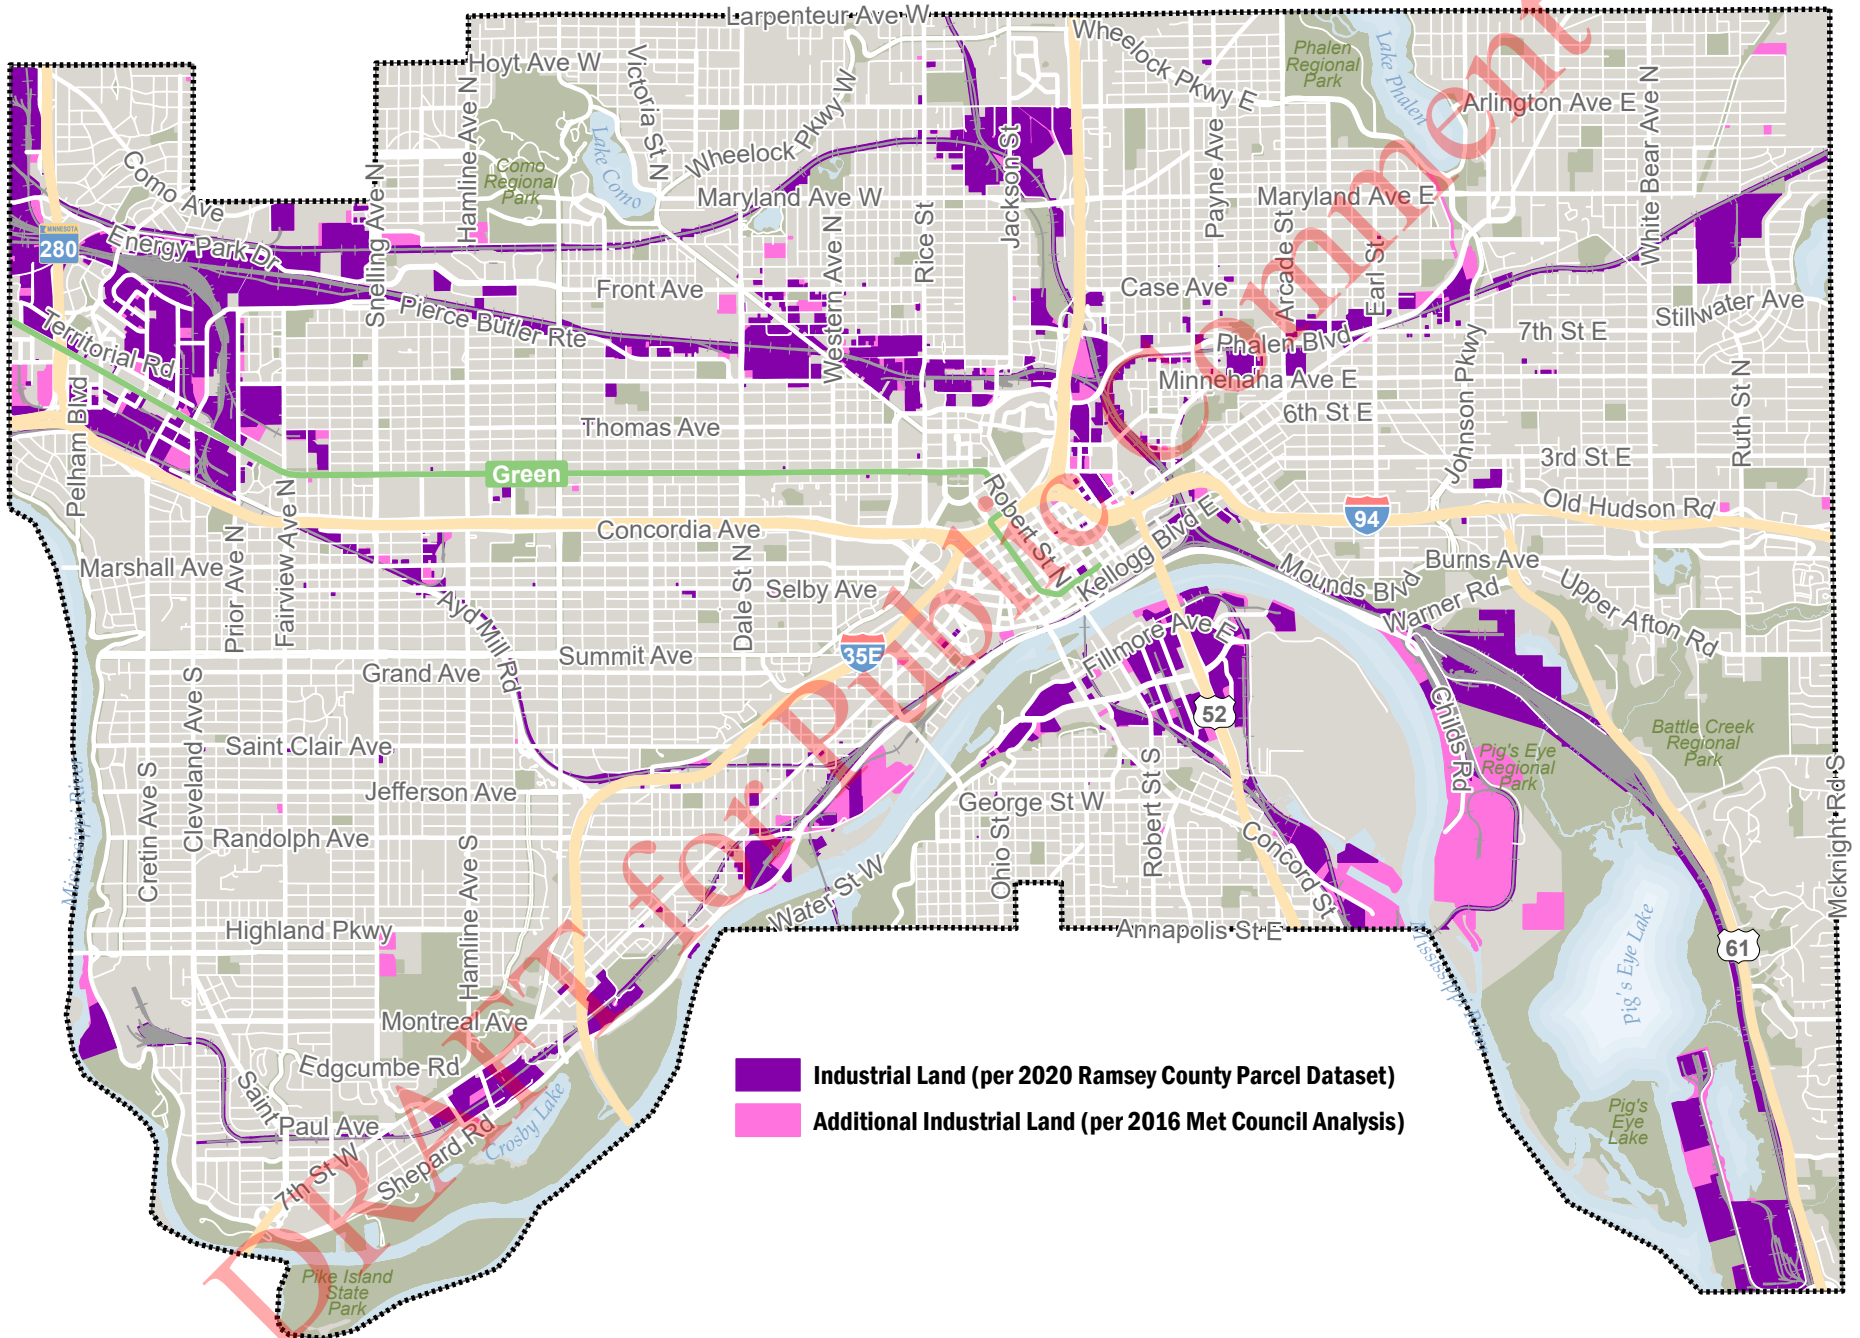 Larpenteur Ave W
Wheelock Pkwy E
Hoyt Ave W
Victoria St N
Hamline Ave N
Phalen
Regional
Park
Lake Phalen
Arlington Ave E
White Bear Ave N
Como Ave
Snelling Ave N
Como
Regional
Park
Lake Como
Wheelock Pkwy W
Maryland Ave W
Jackson St
Payne Ave
Maryland Ave E
Arcade St
MINNESOTA
280
Energy Park Dr
Front Ave
Western Ave N
Rice St
Case Ave
Earl St
Stillwater Ave
Pierce Butler Rte
Territorial Rd
Phalen Blvd
7th St E
Johnson Pkwy
Minnehaha Ave E
Ruth St N
Pelham Blvd
Thomas Ave
6th St E
Green
3rd St E
Robert St N
Old Hudson Rd
94
Concordia Ave
Kellogg Blvd E
Marshall Ave
Prior Ave N
Fairview Ave N
Dale St N
Selby Ave
Mounds Blvd
Burns Ave
Warner Rd
Upper Afton Rd
Ayd Mill Rd
Fillmore Ave E
35E
Summit Ave
Grand Ave
Cleveland Ave S
Childs Rd
52
Saint Clair Ave
Pig's Eye
Regional
Park
Battle Creek
Regional
Park
Jefferson Ave
Mississippi River
Cretin Ave S
Randolph Ave
Hamline Ave S
George St W
Ohio St
Robert St S
Concord St
Mcknight Rd S
Water St W
Highland Pkwy
Annapolis St E
Mississippi River
Pig's Eye Lake
61
Montreal Ave
Edgcumbe Rd
Saint
Paul Ave
Crosby Lake
Shepard Rd
7th St W
Pig's
Eye
Lake
Pike Island
State
Park
Industrial Land (per 2020 Ramsey County Parcel Dataset)
Additional Industrial Land (per 2016 Met Council Analysis)
DRAFT for Public Comment